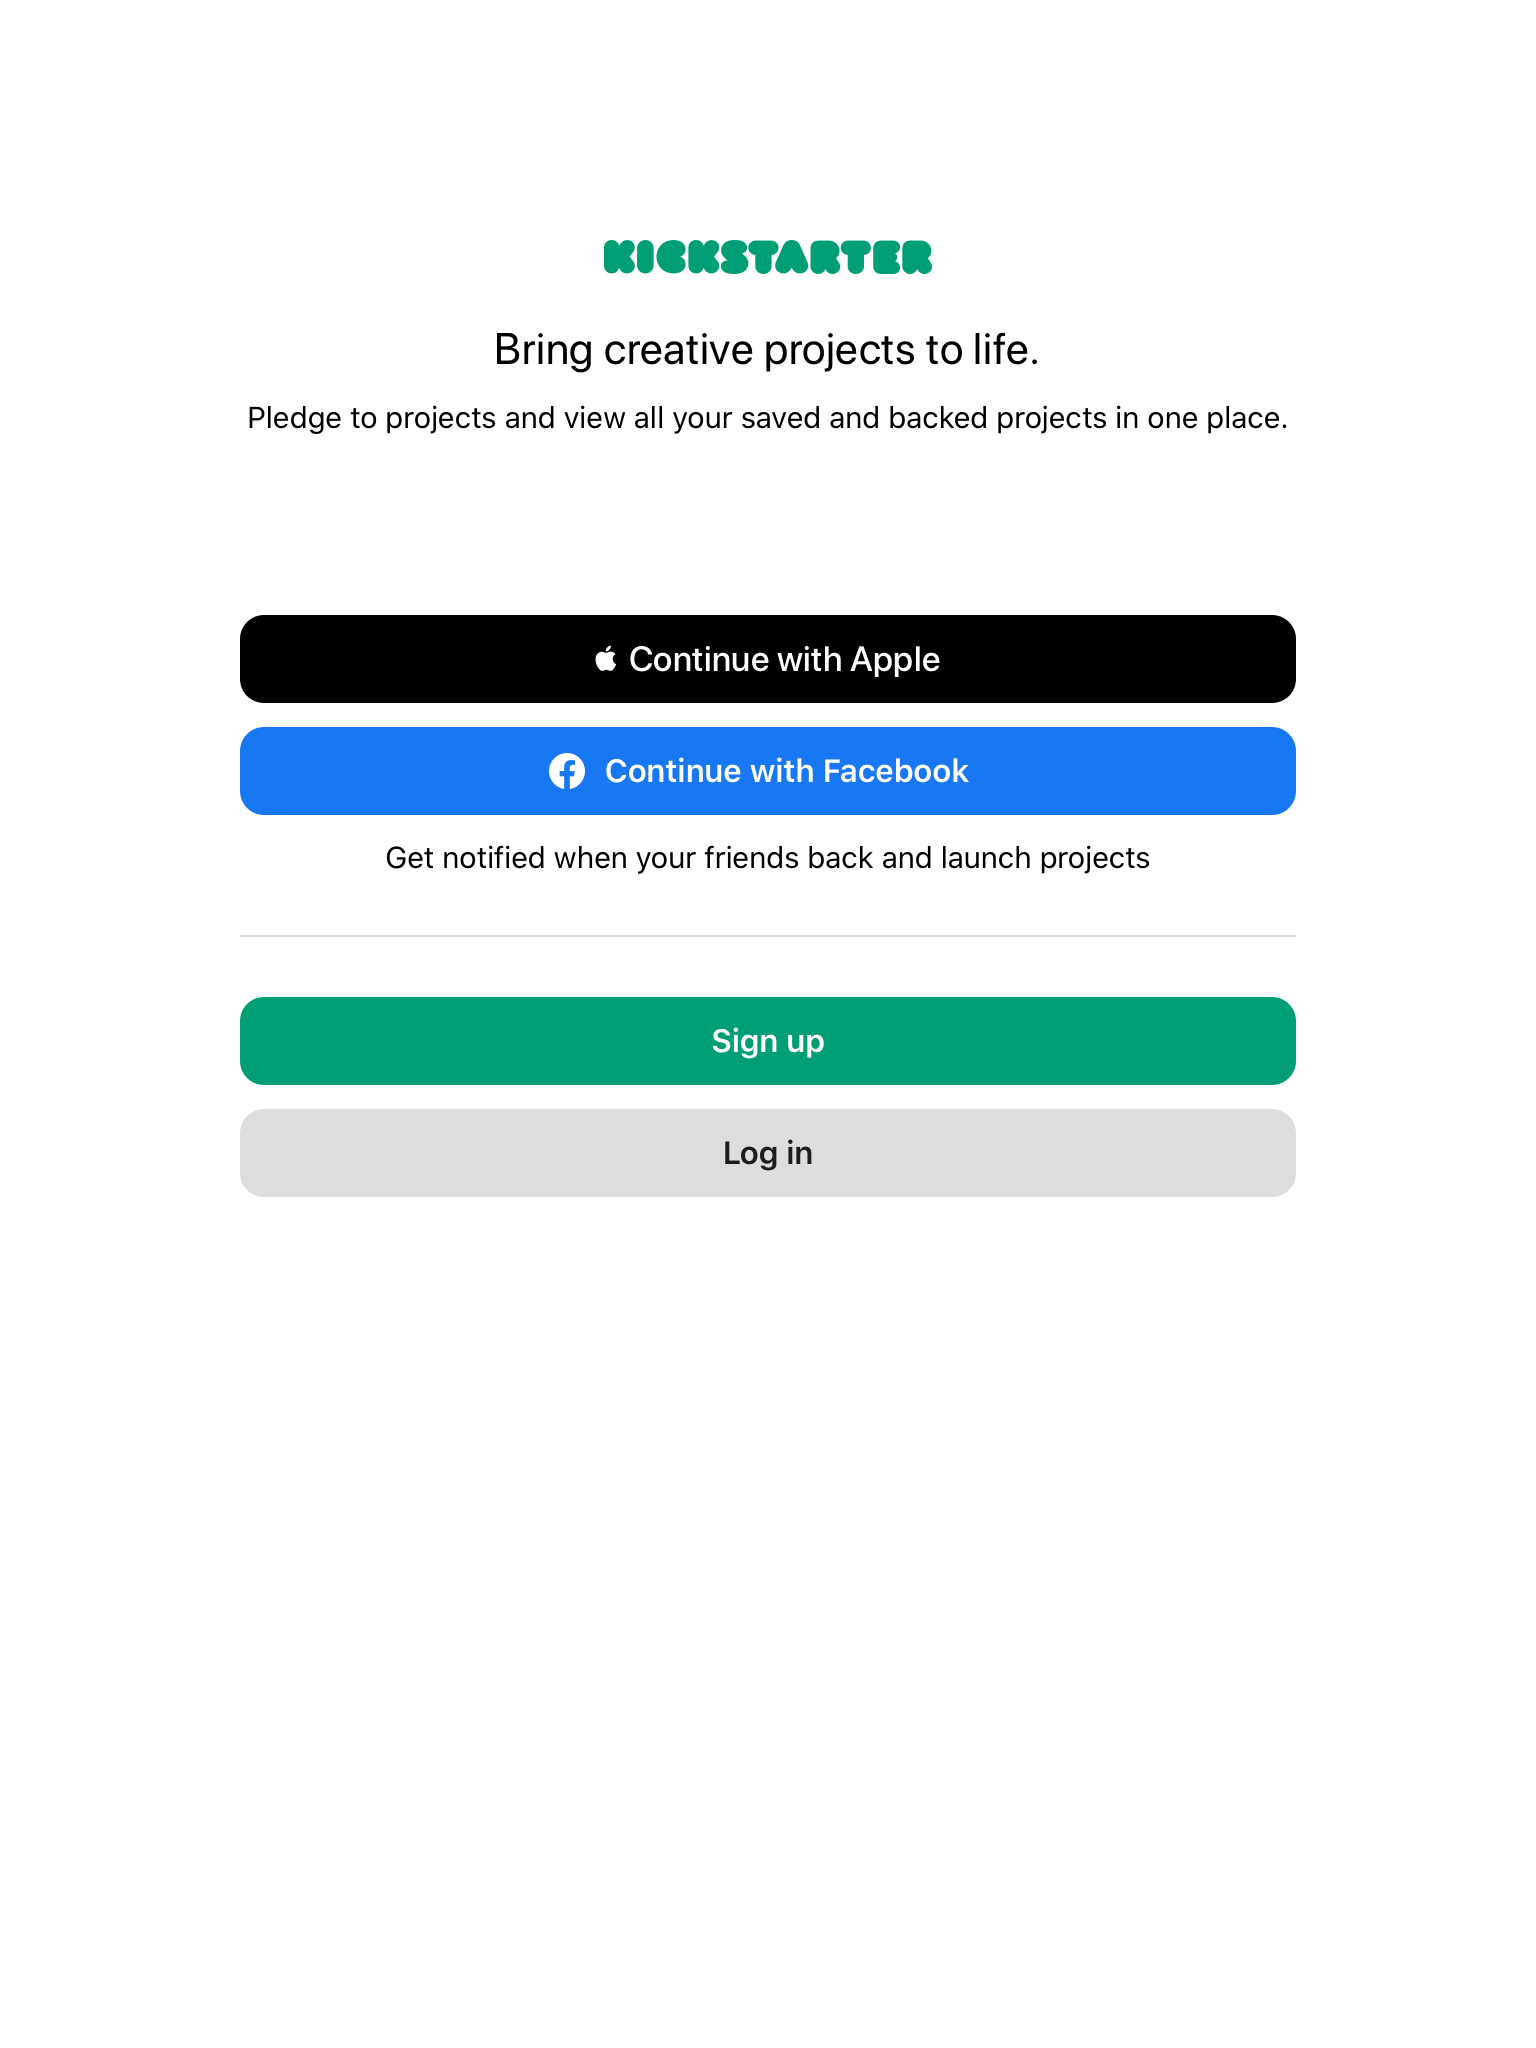 KICKSTARTER
Bring creative projects to life.
Pledge to projects and view all your saved and backed projects in one place.
Continue with Apple
Continue with Facebook
Get notified when your friends back and launch projects
Sign up
Log in